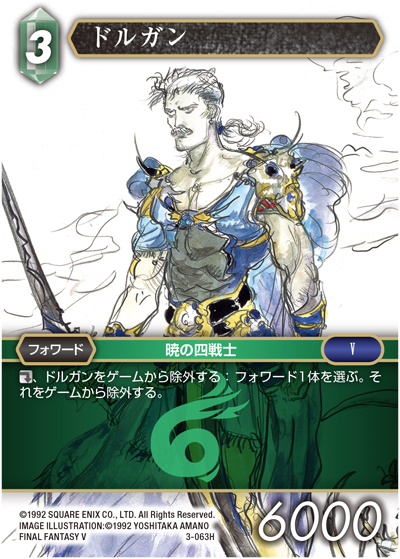 3
ドルガン
フォワード
暁の四戦士
V
、ドルガンをゲームから除外する：フォワード1体を選ぶ。そ
れをゲームから除外する。
©1992 SQUARE ENIX CO., LTD. All Rights Reserved.
IMAGE ILLUSTRATION:©1992 YOSHITAKA AMANO
FINAL FANTASY V
3-063H
6000